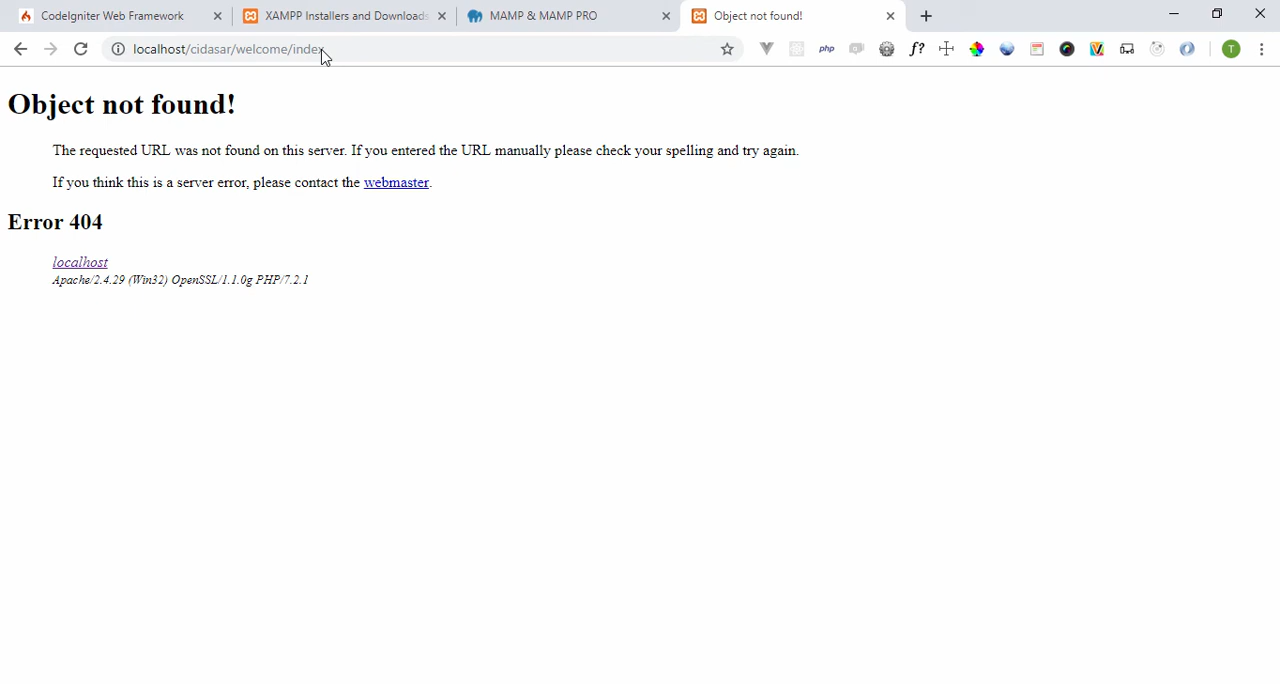 CodeIgniter Web Framework
XAMPP Installers and Downloads
MAMP & MAMP PRO
Object not found!
localhost/cidasar/welcome/index
php
f?
T
Object not found!
The requested URL was not found on this server. If you entered the URL manually please check your spelling and try again.
If you think this is a server error, please contact the webmaster.
Error 404
localhost
Apache/2.4.29 (Win32) OpenSSL/1.1.0g PHP/7.2.1